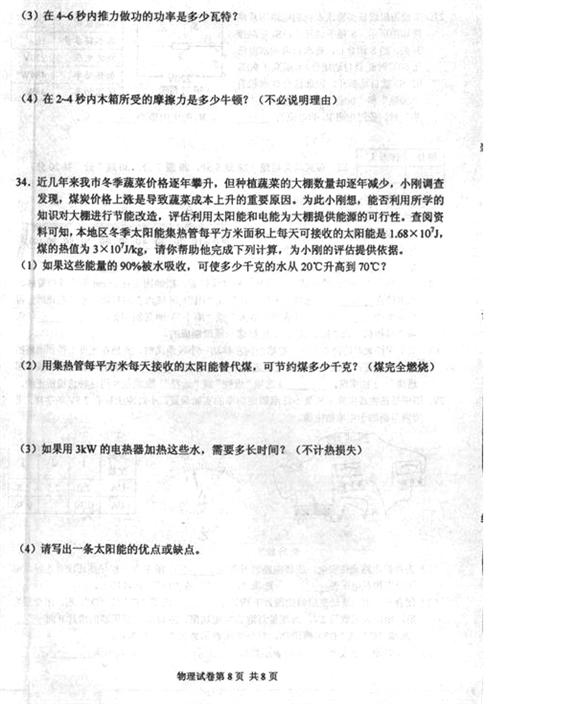 （3）在 4~6 秒内推力做功的功率是多少瓦特？
（4）在 2~4 秒内木箱所受的摩擦力是多少牛顿？（不必说明理由）
34．近几年来我市冬季蔬菜价格逐年攀升，但种植蔬菜的大棚数量却逐年减少，小刚调查
发现，煤炭价格上涨是导致蔬菜成本上升的重要原因。为此小刚想，能否利用所学的
知识对大棚进行节能改造，评估利用太阳能和电能为大棚提供能源的可行性。查阅资
料可知，本地区冬季太阳能集热管每平方米面积上每天可接收的太阳能是 1.68×10⁷J，
煤的热值为 3×10⁷J/kg，请你帮助他完成下列计算，为小刚的评估提供依据。
（1）如果这些能量的 90%被水吸收，可使多少千克的水从 20℃升高到 70℃？
（2）用集热管每平方米每天接收的太阳能替代煤，可节约煤多少千克？（煤完全燃烧）
（3）如果用 3kW 的电热器加热这些水，需要多长时间？（不计热损失）
（4）请写出一条太阳能的优点或缺点。
物理试卷第 8 页 共 8 页